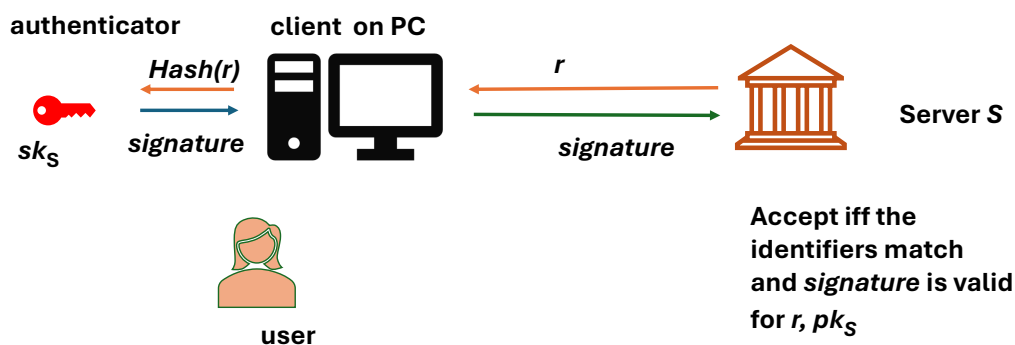 authenticator
client on PC
Hash(r)
r
Server S
signature
signature
skS
Accept iff the
identifiers match
and signature is valid
for r, pkS
user